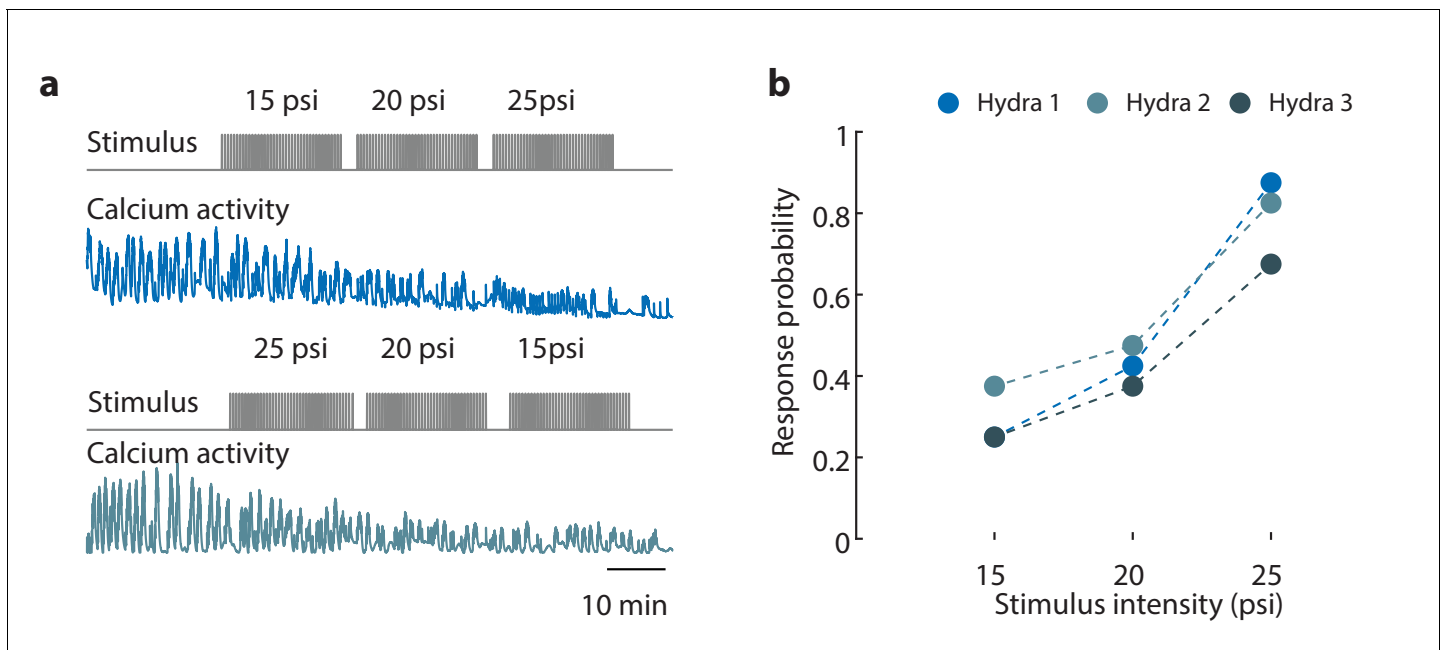 a
15 psi 20 psi 25psi
Stimulus
Calcium activity
25 psi 20 psi 15psi
Stimulus
Calcium activity
10 min
b
Hydra 1 Hydra 2 Hydra 3
1
0.8
0.6
0.4
0.2
0
Response probability
15 20 25
Stimulus intensity (psi)